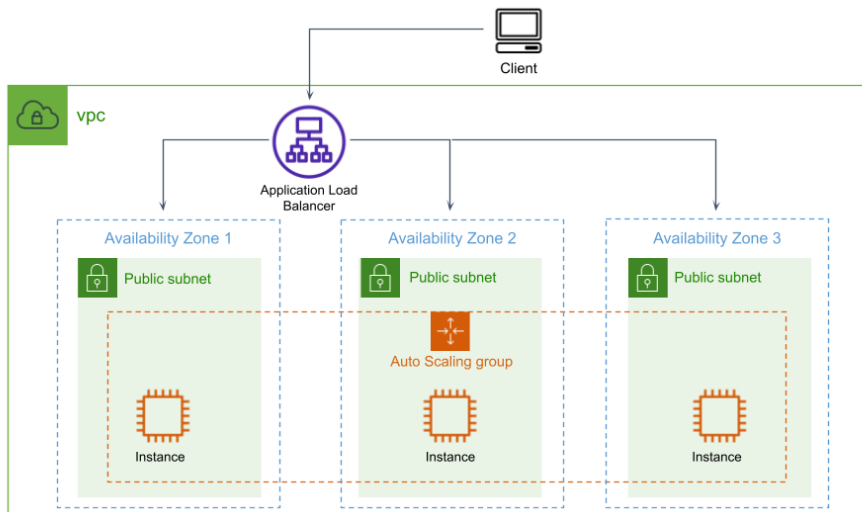 Client
vpc
Application Load
Balancer
Availability Zone 1
Availability Zone 2
Availability Zone 3
Public subnet
Public subnet
Public subnet
Auto Scaling group
Instance
Instance
Instance